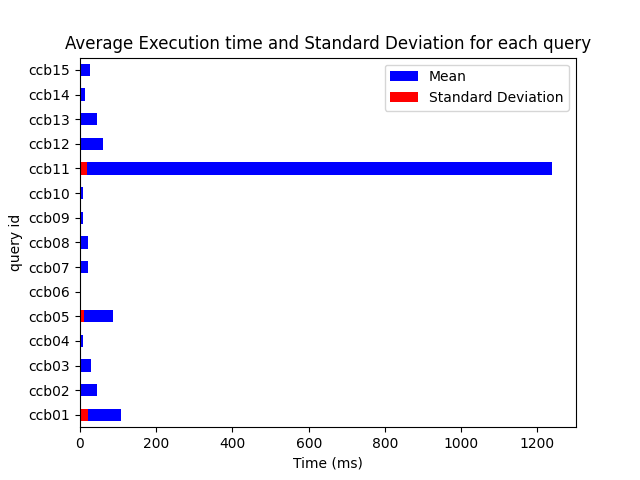 Average Execution time and Standard Deviation for each query
Mean
Standard Deviation
ccb15
ccb14
ccb13
ccb12
ccb11
ccb10
ccb09
ccb08
ccb07
ccb06
ccb05
ccb04
ccb03
ccb02
ccb01
query id
0 200 400 600 800 1000 1200
Time (ms)